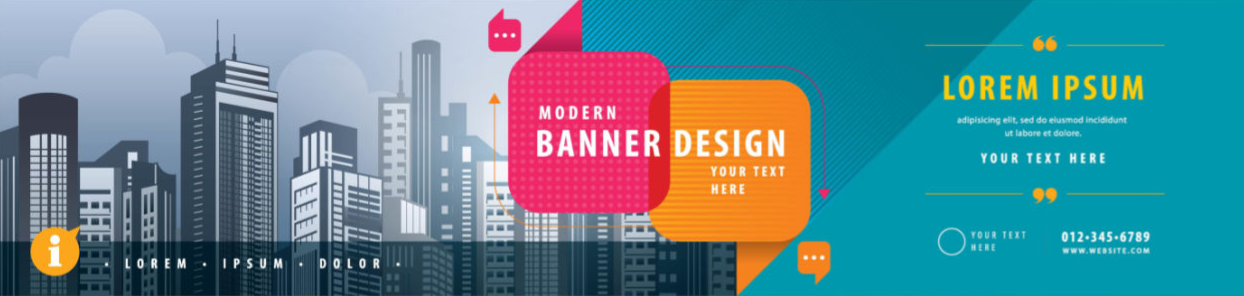 MODERN
BANNER DESIGN
YOUR TEXT
HERE
i
• LOREM • IPSUM • DOLOR •
❝
LOREM IPSUM
adipisicing elit, sed do eiusmod incididunt
ut labore et dolore.
YOUR TEXT HERE
❞
YOUR TEXT
HERE
012•345•6789
WWW.WEBSITE.COM